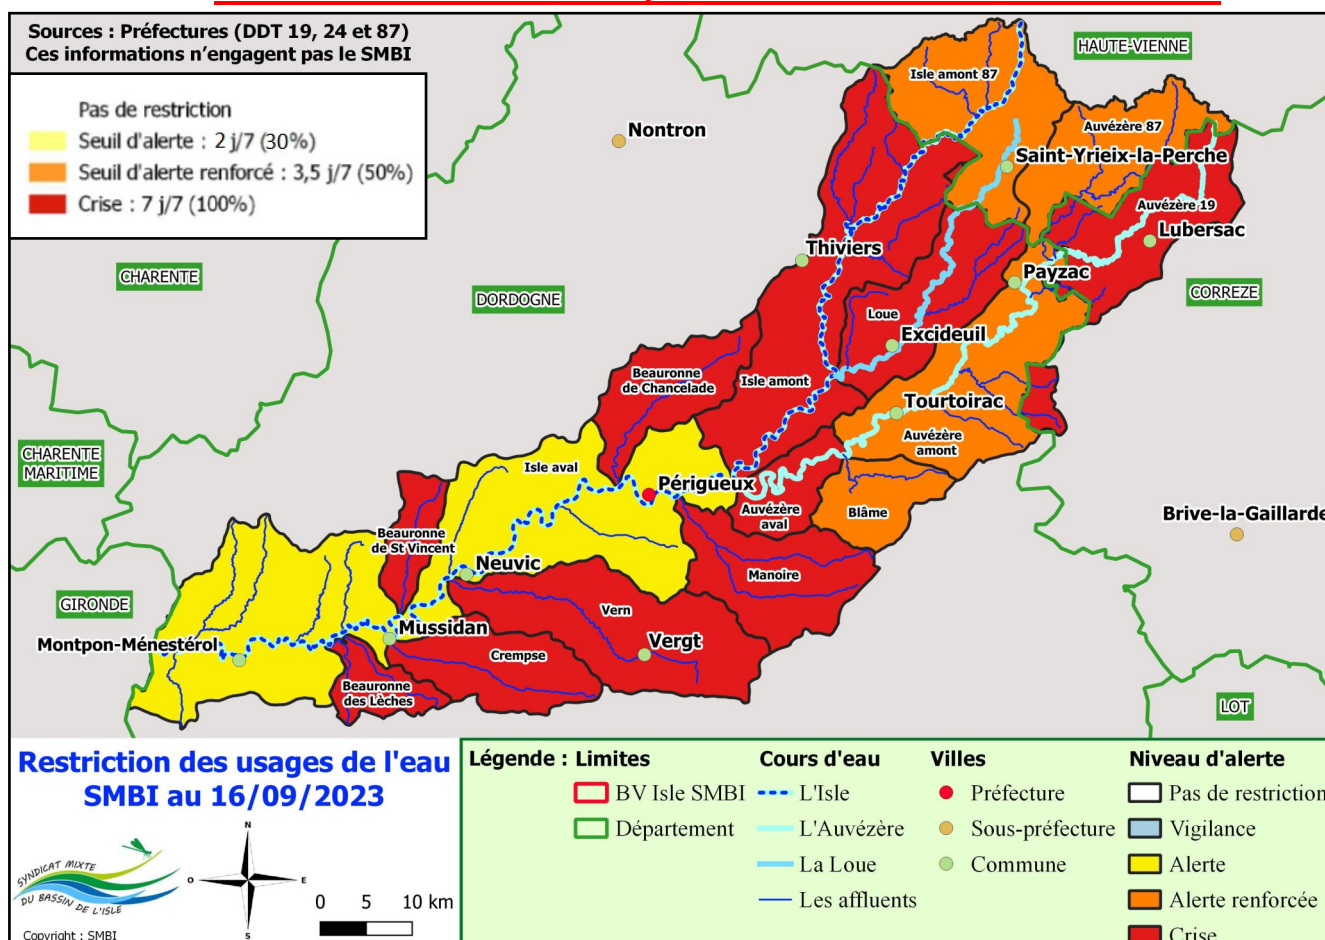 Sources : Préfectures (DDT 19, 24 et 87)
Ces informations n'engagent pas le SMBI
Pas de restriction
Seuil d'alerte : 2 j/7 (30%)
Seuil d'alerte renforcé : 3,5 j/7 (50%)
Crise : 7 j/7 (100%)
HAUTE-VIENNE
Isle amont 87
Nontron
Auvézère 87
Saint-Yrieix-la-Perche
Auvézère 19
Lubersac
Thiviers
Payzac
CHARENTE
DORDOGNE
CORREZE
Loue
Excideuil
Beauronne
de Chancelade
Isle amont
Tourtoirac
Auvézère
amont
CHARENTE
MARITIME
Isle aval
Périgueux
Auvézère
aval
Blâme
Brive-la-Gaillarde
Beauronne
de St Vincent
Neuvic
Manoire
GIRONDE
Vern
Mussidan
Montpon-Ménestérol
Vergt
Crempse
Beauronne
des Lèches
LOT
Restriction des usages de l'eau
SMBI au 16/09/2023
SYNDICAT MIXTE
DU BASSIN DE L'ISLE
Copyright : SMBI
N
O
E
S
0 5 10 km
Légende :
Limites
BV Isle SMBI
Département
Cours d'eau
L'Isle
L'Auvézère
La Loue
Les affluents
Villes
Préfecture
Sous-préfecture
Commune
Niveau d'alerte
Pas de restriction
Vigilance
Alerte
Alerte renforcée
Crise